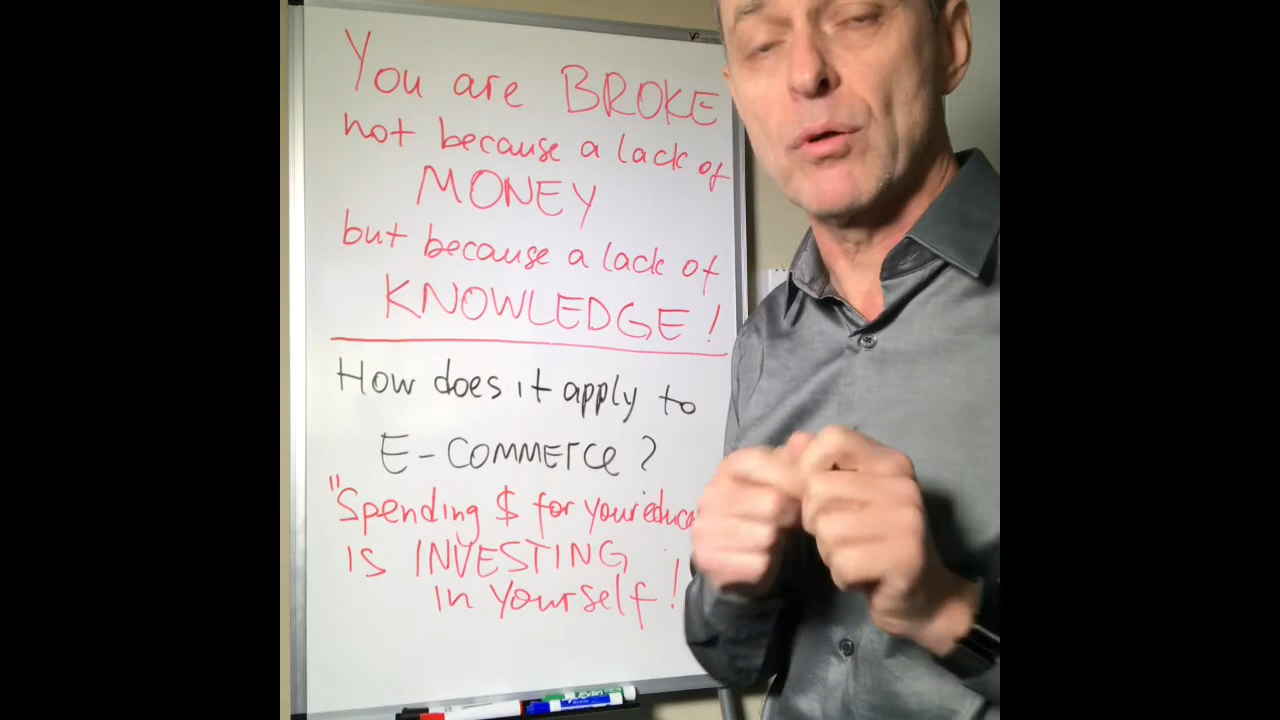 You are BROKE
not because a lack of
MONEY
but because a lack of
KNOWLEDGE!
How does it apply to
E-COMMERCE?
"Spending $ for your educa
is INVESTING
in yourself!